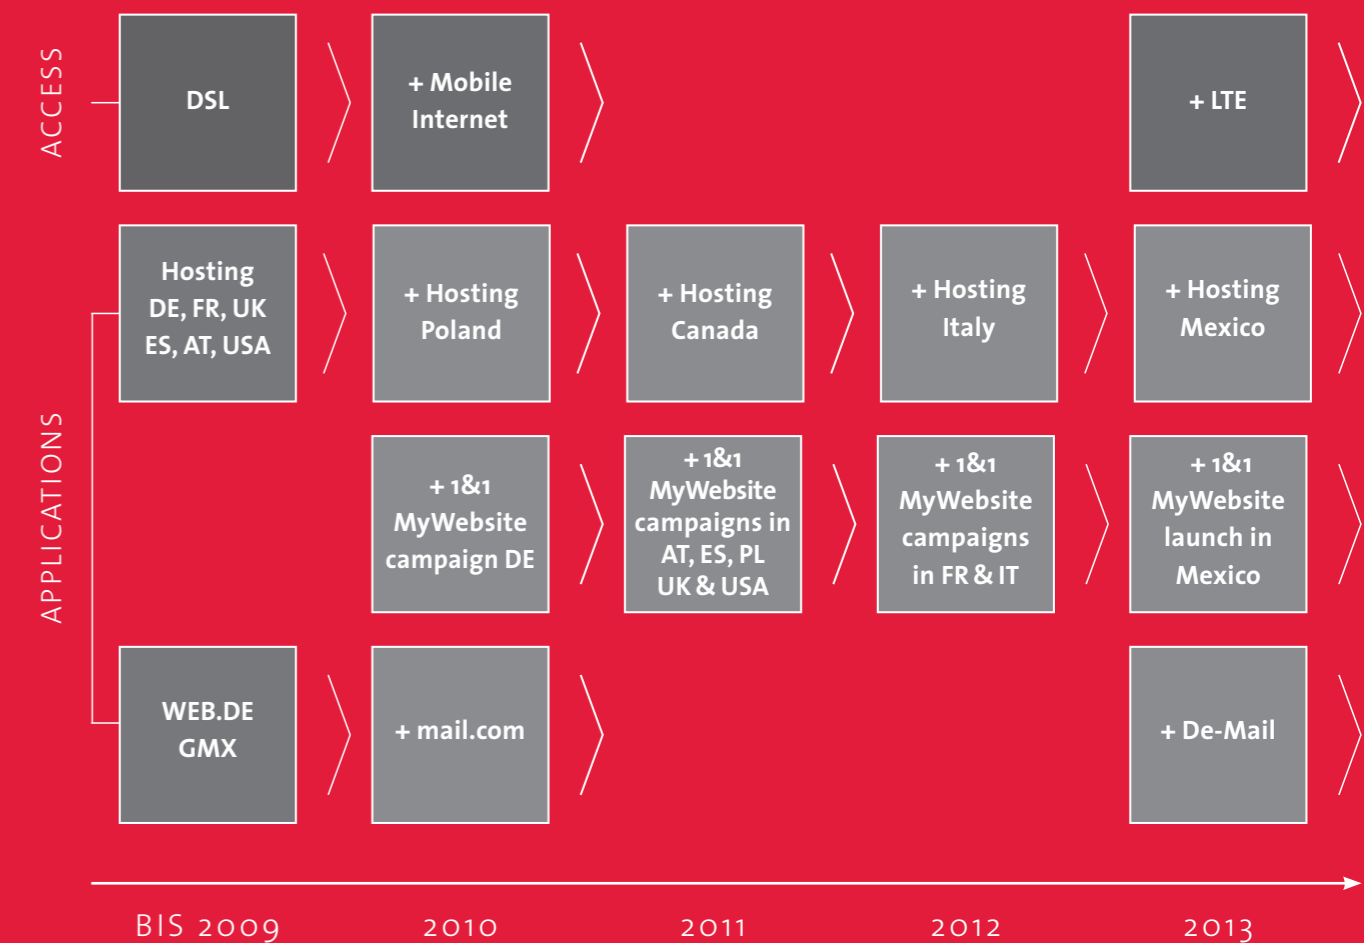 ACCESS
DSL
+ Mobile
Internet
+ LTE
APPLICATIONS
Hosting
DE, FR, UK
ES, AT, USA
+ Hosting
Poland
+ Hosting
Canada
+ Hosting
Italy
+ Hosting
Mexico
+ 1&1
MyWebsite
campaign DE
+ 1&1
MyWebsite
campaigns in
AT, ES, PL
UK & USA
+ 1&1
MyWebsite
campaigns
in FR & IT
+ 1&1
MyWebsite
launch in
Mexico
WEB.DE
GMX
+ mail.com
+ De-Mail
BIS 2009
2010
2011
2012
2013